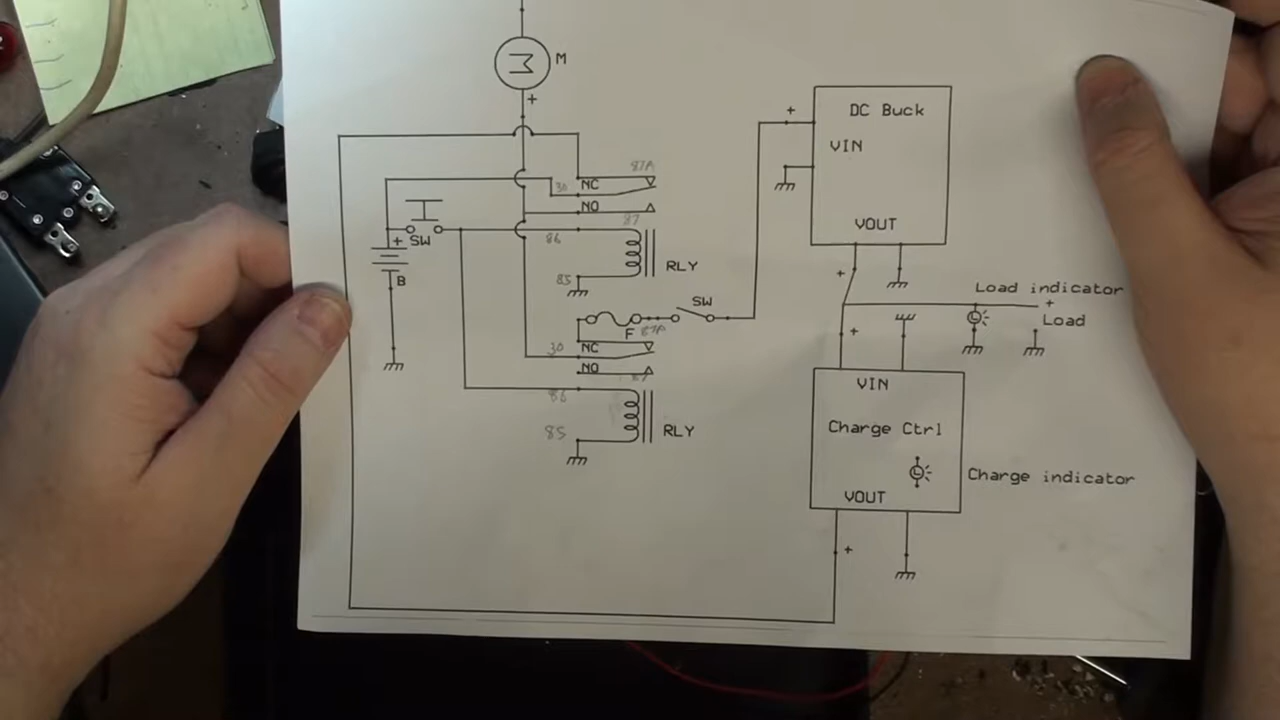 M
+
+
DC Buck
VIN
87A
30
NC
NO
87
SW
+
86
B
85
RLY
VOUT
+
SW
F
87A
Load indicator
+
Load
+
30
NC
NO
87
86
VIN
85
RLY
Charge Ctrl
Charge indicator
VOUT
+